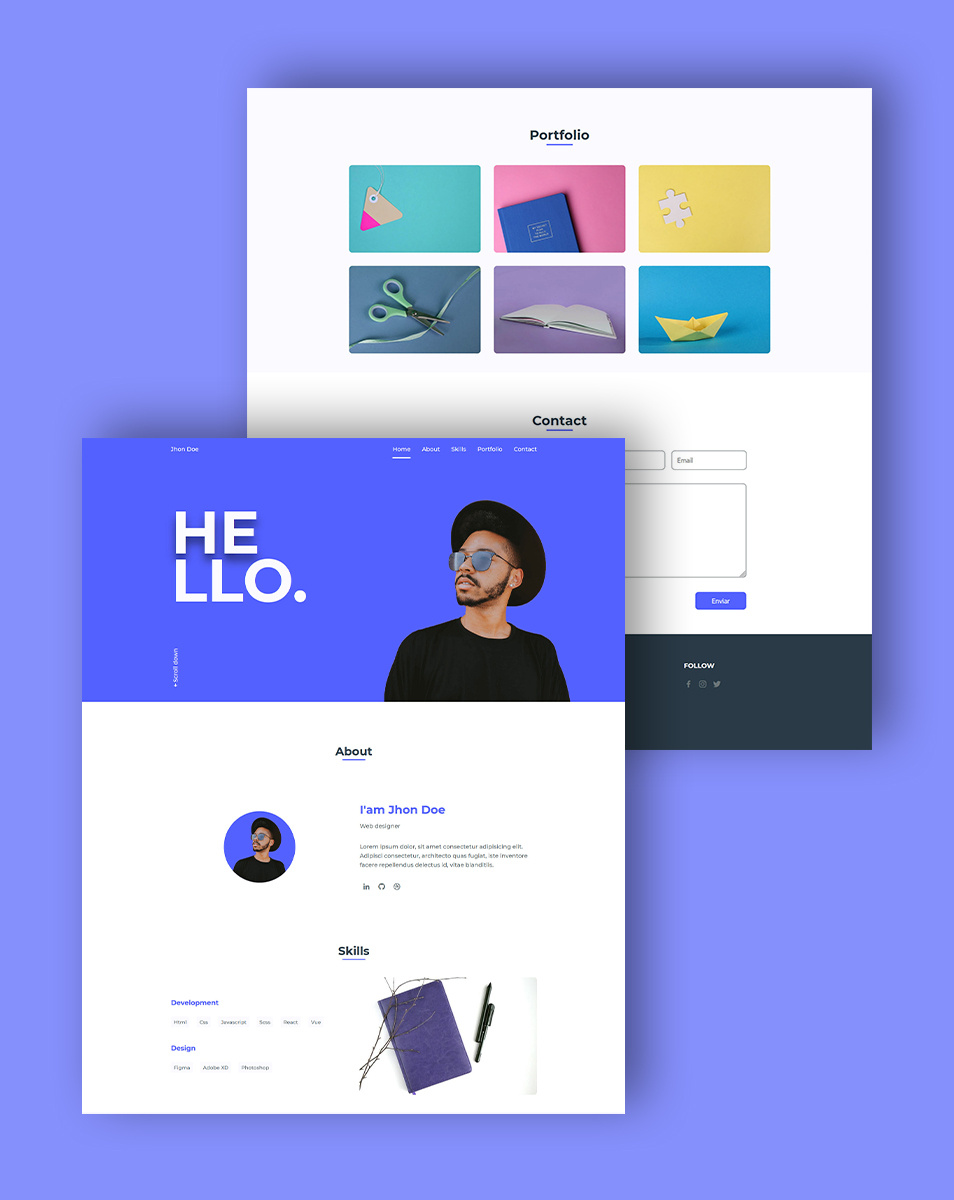 Portfolio
Contact
Email
Enviar
FOLLOW
Jhon Doe
Home About Skills Portfolio Contact
HE
LLO.
Scroll down
About
I'am Jhon Doe
Web designer
Lorem ipsum dolor, sit amet consectetur adipisicing elit.
Adipisci consectetur, architecto quas fugiat, iste inventore
facere repellendus delectus id, vitae blanditiis.
in
Skills
Development
Html Css Javascript Scss React Vue
Design
Figma Adobe XD Photoshop